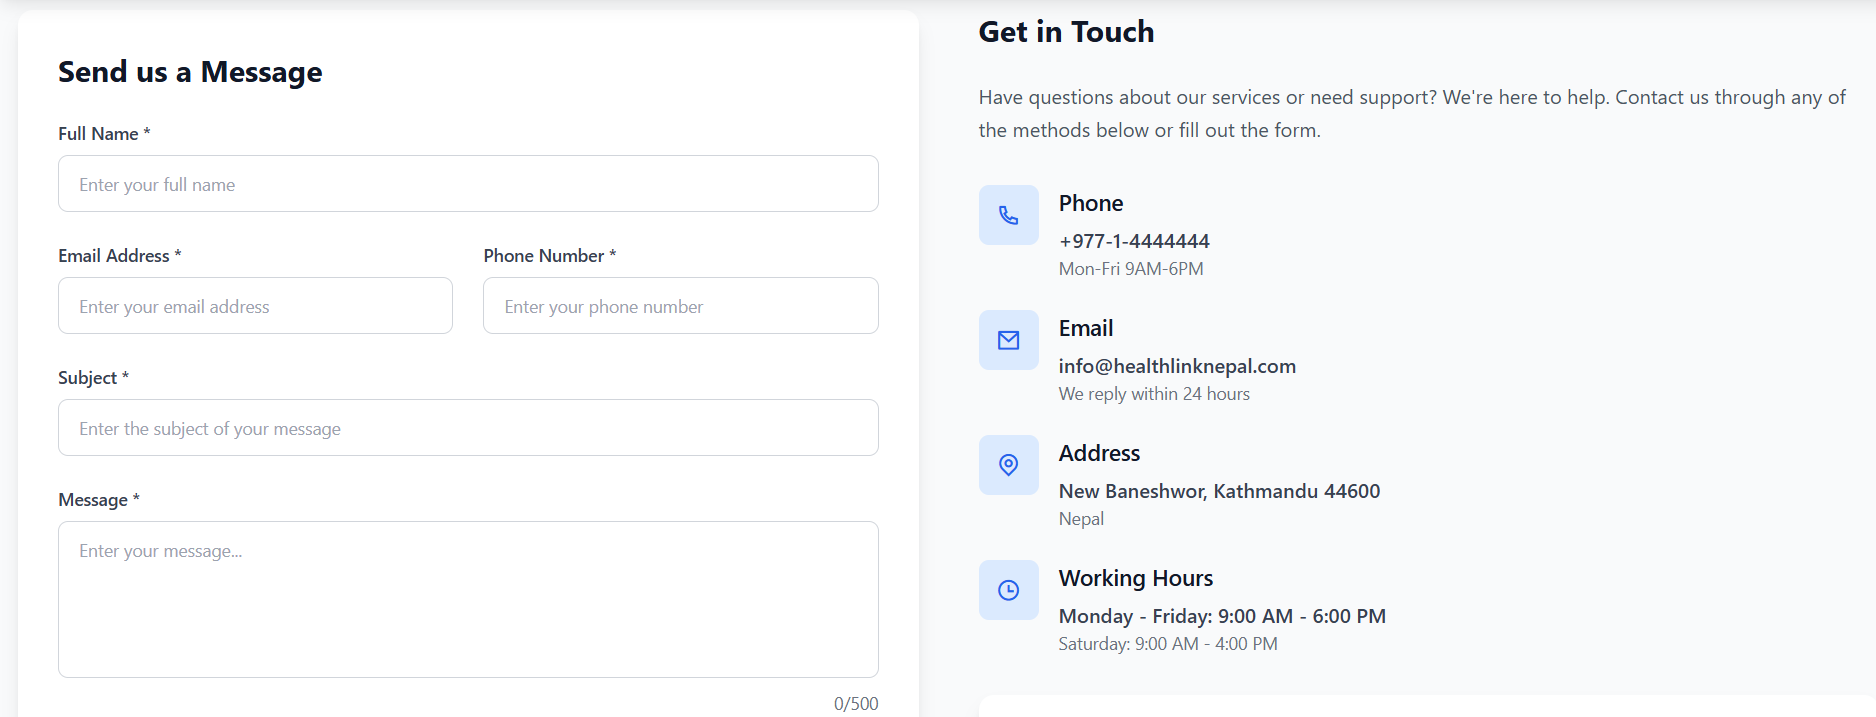 Send us a Message
Full Name *
Enter your full name
Email Address *
Phone Number *
Enter your email address
Enter your phone number
Subject *
Enter the subject of your message
Message *
Enter your message...
0/500
Get in Touch
Have questions about our services or need support? We're here to help. Contact us through any of
the methods below or fill out the form.
Phone
+977-1-4444444
Mon-Fri 9AM-6PM
Email
info@healthlinknepal.com
We reply within 24 hours
Address
New Baneshwor, Kathmandu 44600
Nepal
Working Hours
Monday - Friday: 9:00 AM - 6:00 PM
Saturday: 9:00 AM - 4:00 PM